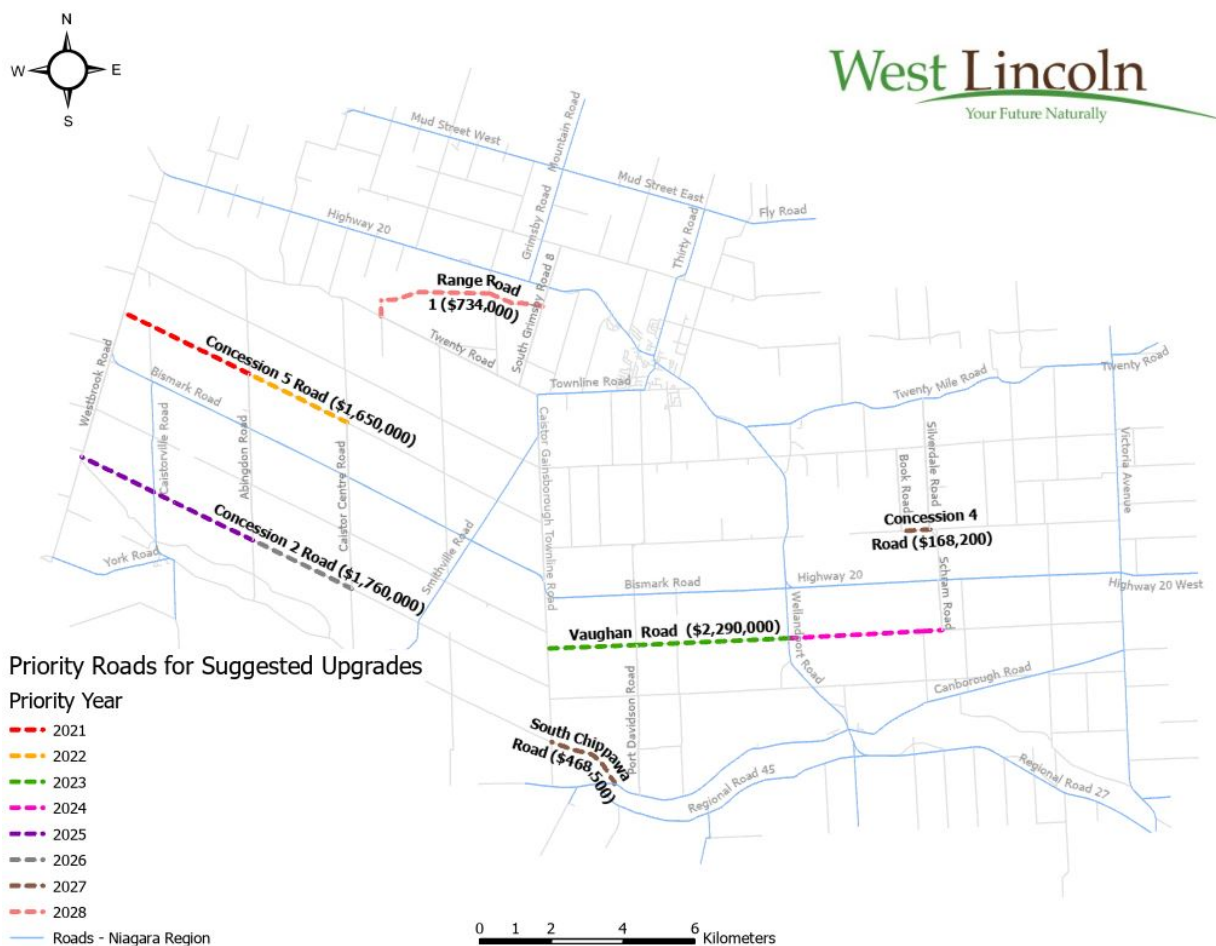 N
W E
S
West Lincoln
Your Future Naturally
Mud Street West
Mountain Road
Mud Street East
Fly Road
Highway 20
Grimsby Road
Thirty Road
Range Road
1 ($734,000)
South Grimsby Road 8
Twenty Road
Concession 5 Road ($1,650,000)
Westbrook Road
Bismark Road
Townline Road
Twenty Road
Twenty Mile Road
Caistorville Road
Abingdon Road
Caistor Centre Road
Caistor Gainsborough Townline Road
Silverdale Road
Book Road
Victoria Avenue
Concession 4
Road ($168,200)
Concession 2 Road ($1,760,000)
York Road
Smithville Road
Bismark Road
Highway 20
Schram Road
Highway 20 West
Vaughan Road ($2,290,000)
Wellandport Road
Port Davidson Road
Canborough Road
South Chippawa
Road ($468,500)
Regional Road 45
Regional Road 27
Priority Roads for Suggested Upgrades
Priority Year
2021
2022
2023
2024
2025
2026
2027
2028
Roads - Niagara Region
0 1 2 4 6
Kilometers